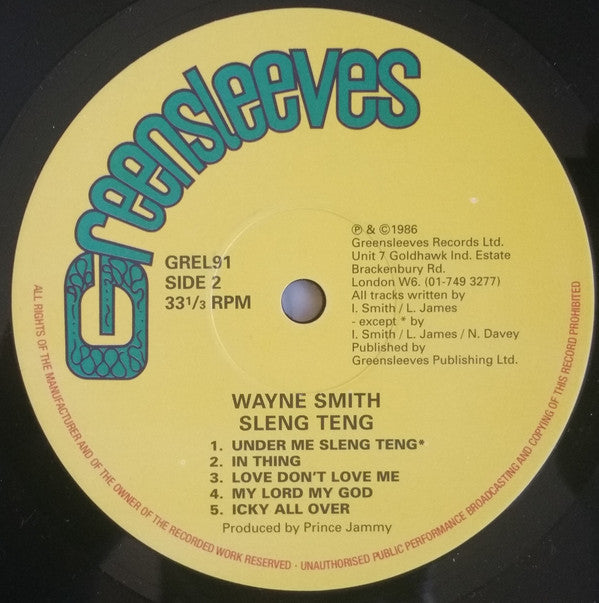 Greensleeves
GREL91
SIDE 2
33 1/3 RPM
℗ & ©1986
Greensleeves Records Ltd.
Unit 7 Goldhawk Ind. Estate
Brackenbury Rd.
London W6. (01-749 3277)
All tracks written by
I. Smith / L. James
- except * by
I. Smith / L. James / N. Davey
Published by
Greensleeves Publishing Ltd.
WAYNE SMITH
SLENG TENG
1. UNDER ME SLENG TENG*
2. IN THING
3. LOVE DON'T LOVE ME
4. MY LORD MY GOD
5. ICKY ALL OVER
Produced by Prince Jammy
ALL RIGHTS OF THE MANUFACTURER AND OF THE OWNER OF THE RECORDED WORK RESERVED · UNAUTHORISED PUBLIC PERFORMANCE BROADCASTING AND COPYING OF THIS RECORD PROHIBITED